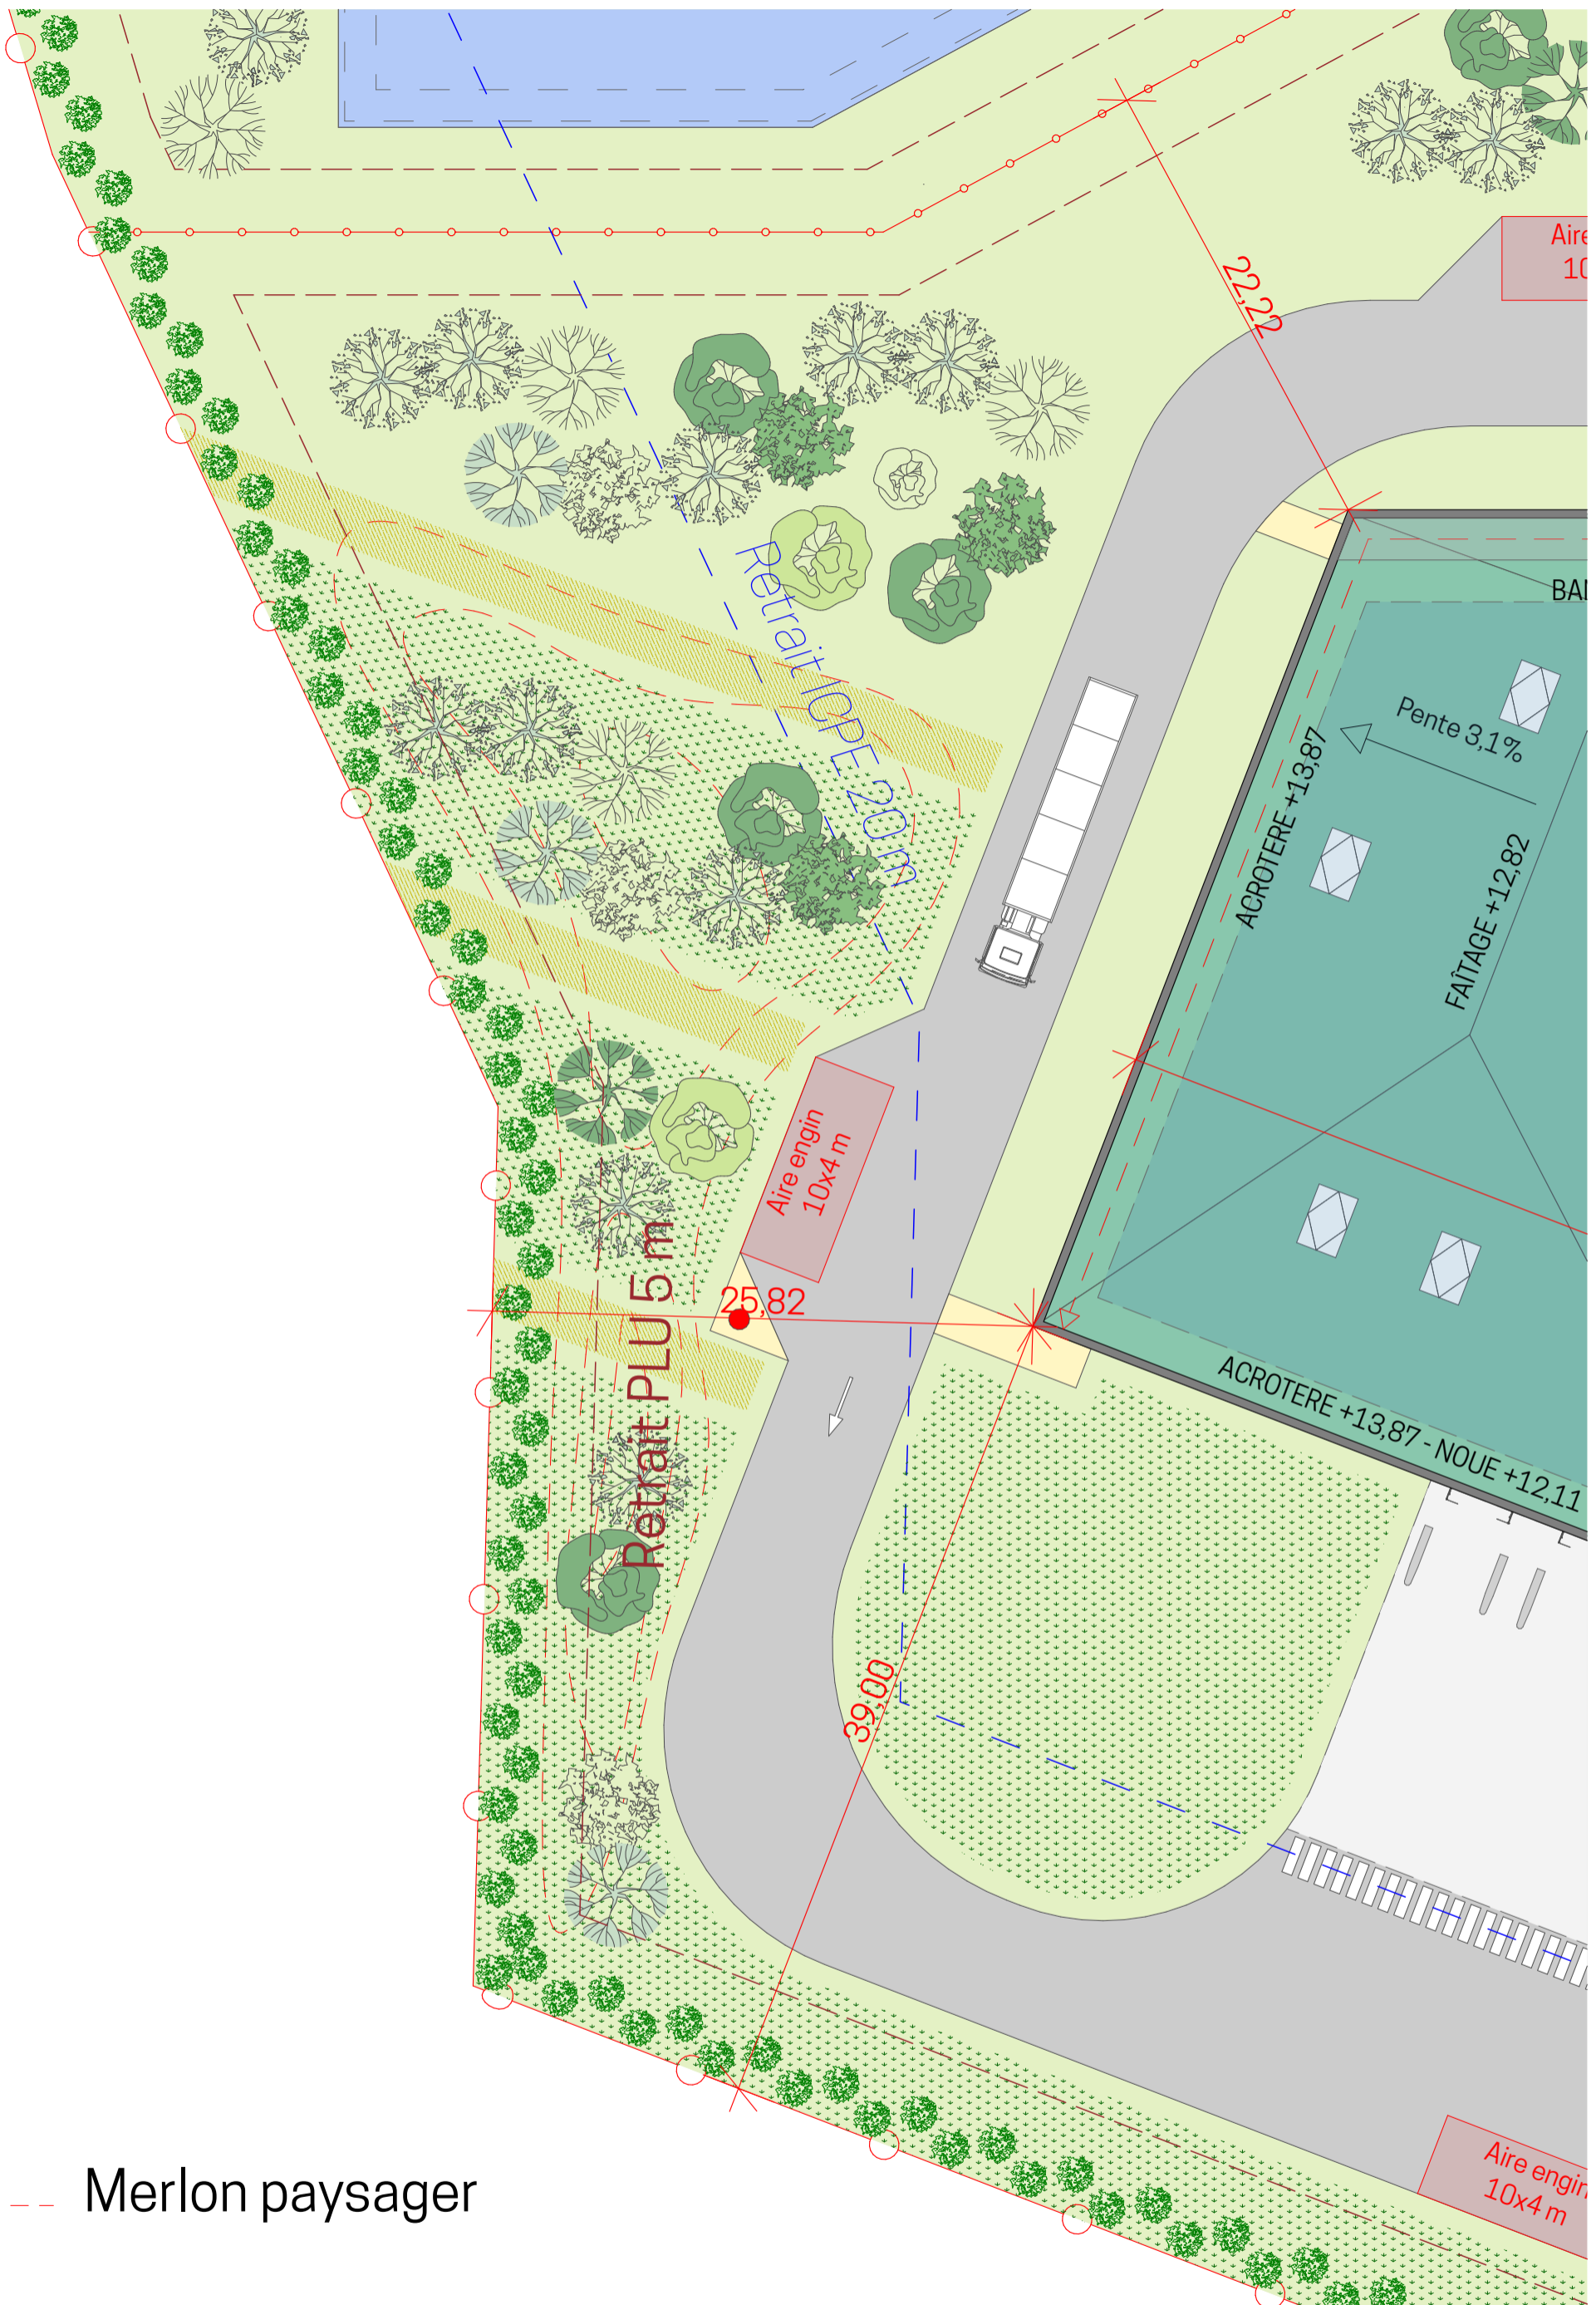 Aire
10
22,22
BA
Retrait ICPE 20 m
Pente 3,1%
ACROTERE +13,87
FAÎTAGE +12,82
Aire engin
10x4 m
25,82
Retrait PLU 5 m
ACROTERE +13,87 - NOUE +12,11
39,00
Aire engin
10x4 m
Merlon paysager